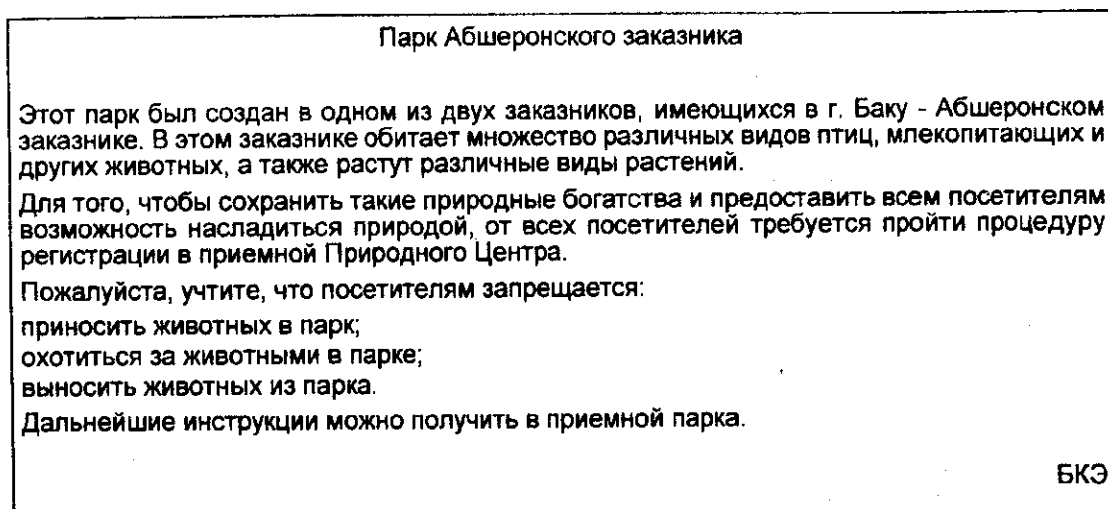 Парк Абшеронского заказника
Этот парк был создан в одном из двух заказников, имеющихся в г. Баку - Абшеронском
заказнике. В этом заказнике обитает множество различных видов птиц, млекопитающих и
других животных, а также растут различные виды растений.
Для того, чтобы сохранить такие природные богатства и предоставить всем посетителям
возможность насладиться природой, от всех посетителей требуется пройти процедуру
регистрации в приемной Природного Центра.
Пожалуйста, учтите, что посетителям запрещается:
приносить животных в парк;
охотиться за животными в парке;
выносить животных из парка.
Дальнейшие инструкции можно получить в приемной парка.
БКЭ